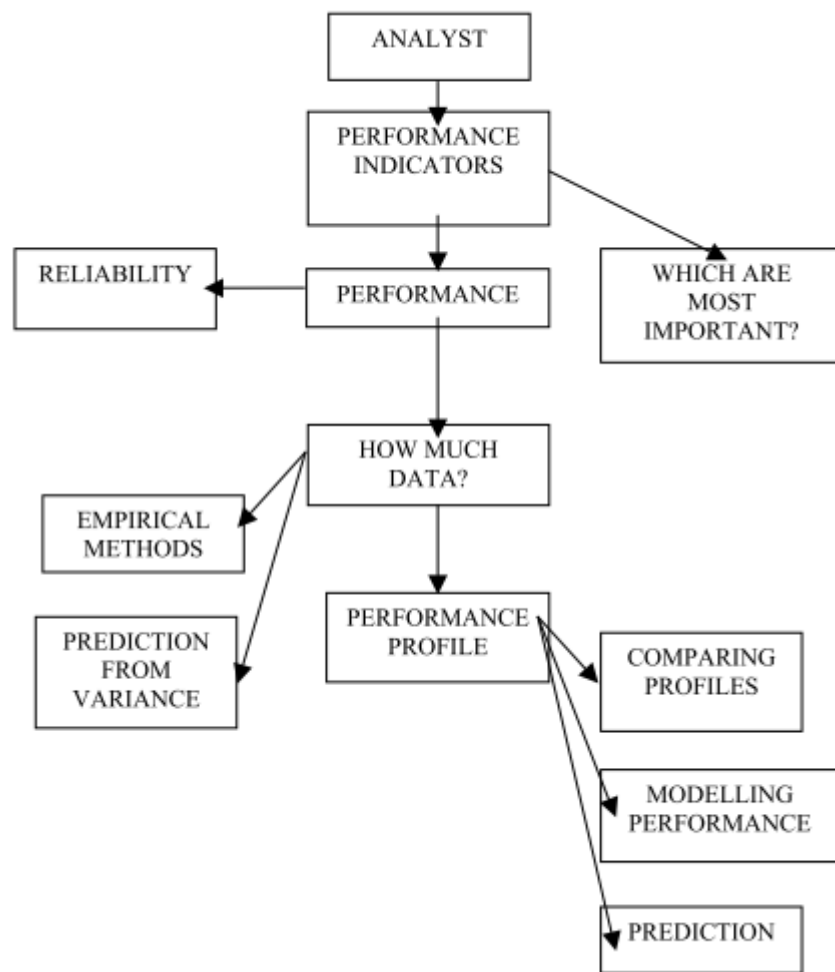 ANALYST
PERFORMANCE
INDICATORS
RELIABILITY
PERFORMANCE
WHICH ARE
MOST
IMPORTANT?
HOW MUCH
DATA?
EMPIRICAL
METHODS
PREDICTION
FROM
VARIANCE
PERFORMANCE
PROFILE
COMPARING
PROFILES
MODELLING
PERFORMANCE
PREDICTION